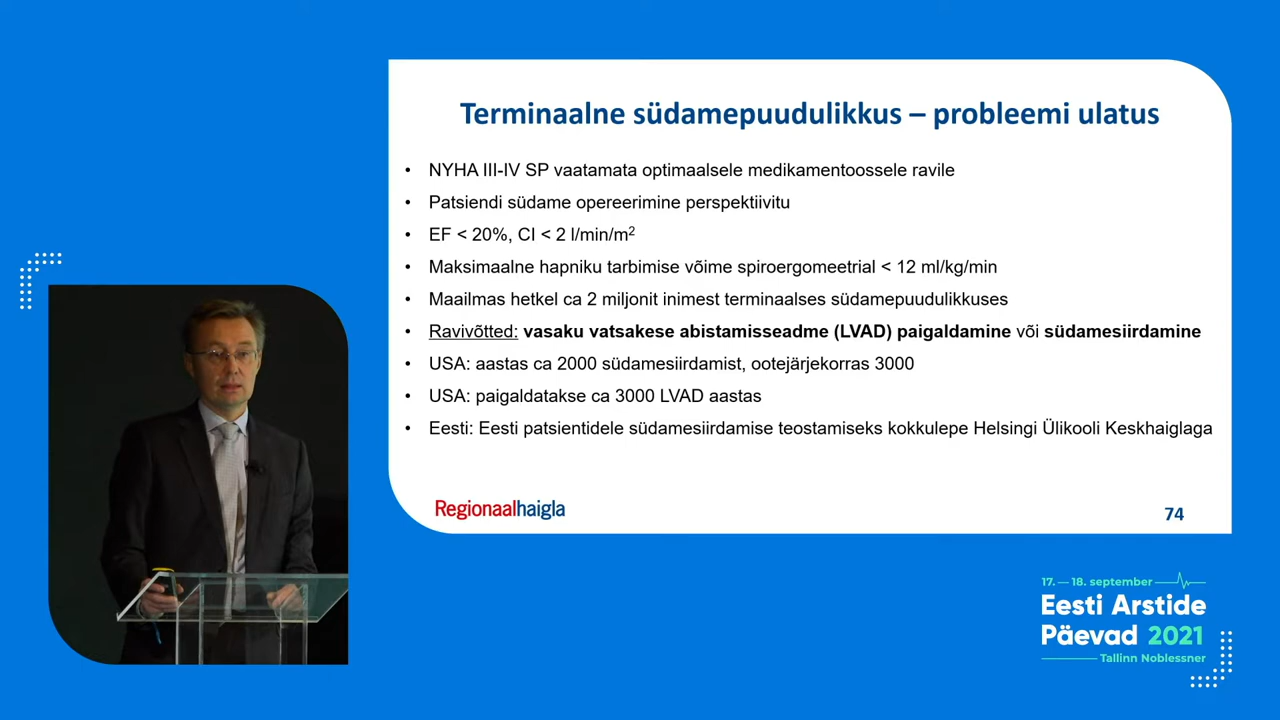 Terminaalne südamepuudulikkus – probleemi ulatus
• NYHA III-IV SP vaatamata optimaalsele medikamentoossele ravile
• Patsiendi südame opereerimine perspektiivitu
• EF < 20%, CI < 2 l/min/m²
• Maksimaalne hapniku tarbimise võime spiroergomeetrial < 12 ml/kg/min
• Maailmas hetkel ca 2 miljonit inimest terminaalses südamepuudulikkuses
• Ravivõtted: vasaku vatsakese abistamisseadme (LVAD) paigaldamine või südamesiirdamine
• USA: aastas ca 2000 südamesiirdamist, ootejärjekorras 3000
• USA: paigaldatakse ca 3000 LVAD aastas
• Eesti: Eesti patsientidele südamesiirdamise teostamiseks kokkulepe Helsingi Ülikooli Keskhaiglaga
Regionaalhaigla
74
17. — 18. september
Eesti Arstide
Päevad 2021
Tallinn Noblessner